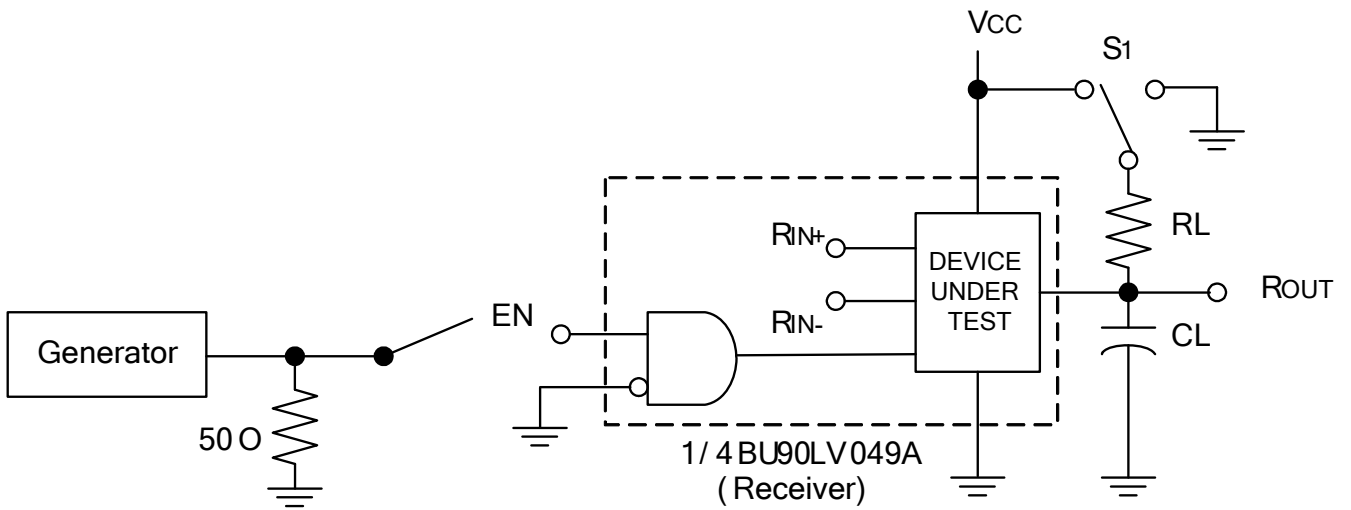 VCC
S1
RIN+
DEVICE
UNDER
TEST
RL
RIN-
ROUT
EN
CL
Generator
50 O
1/4 BU90LV049A
(Receiver)